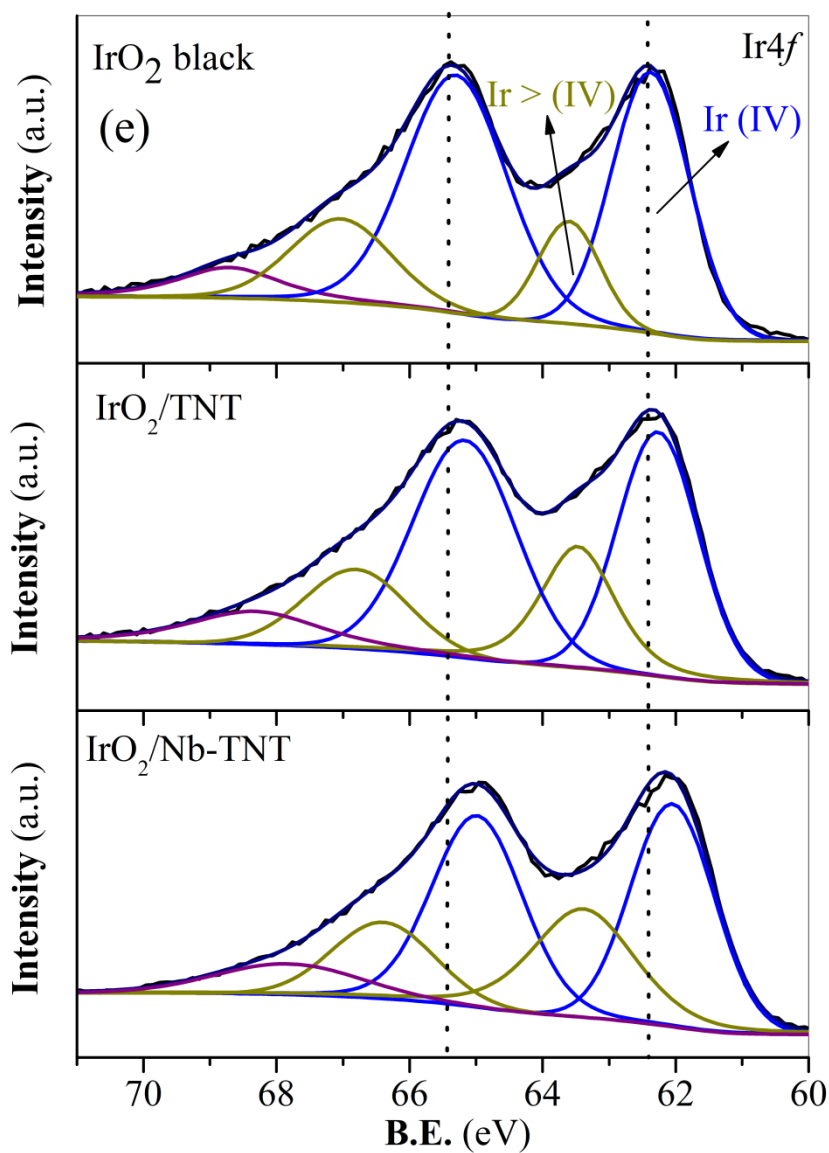 IrO2 black
Ir4f
(e)
Ir > (IV)
Ir (IV)
Intensity (a.u.)
IrO2/TNT
Intensity (a.u.)
IrO2/Nb-TNT
Intensity (a.u.)
70 68 66 64 62 60
B.E. (eV)